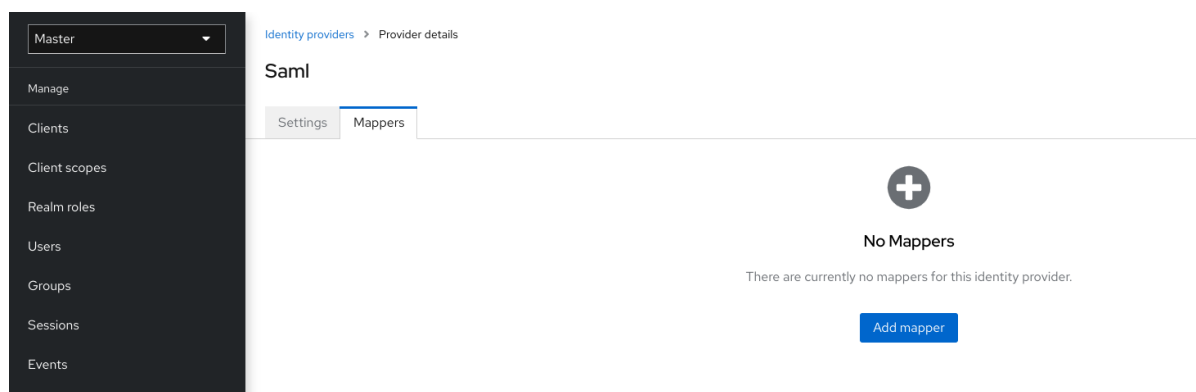 Master
Manage
Clients
Client scopes
Realm roles
Users
Groups
Sessions
Events
Identity providers > Provider details
Saml
Settings Mappers
No Mappers
There are currently no mappers for this identity provider.
Add mapper